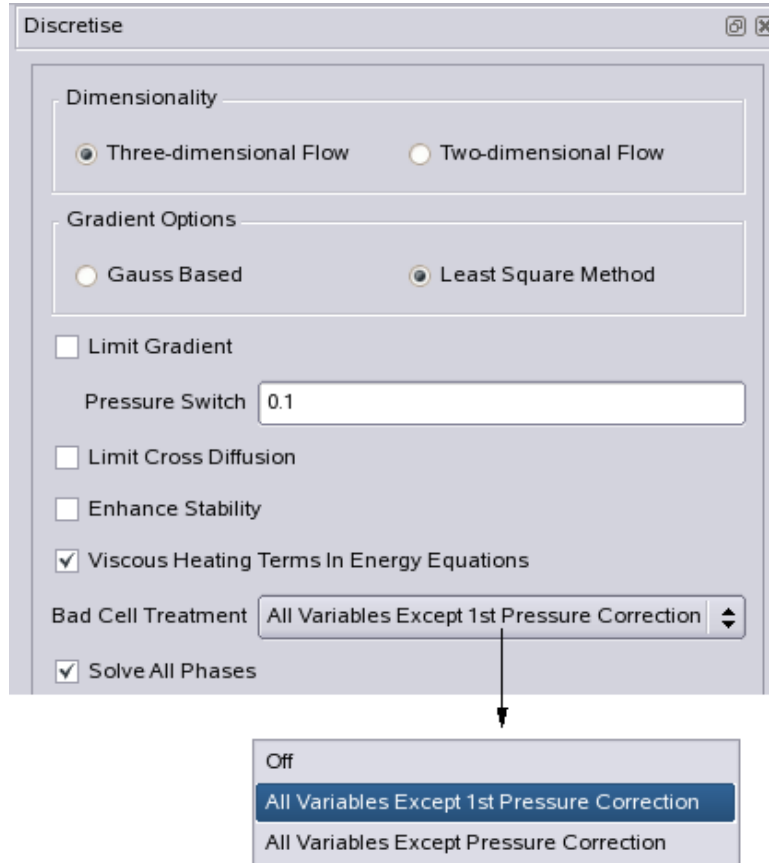 Discretise
Dimensionality
Three-dimensional Flow Two-dimensional Flow
Gradient Options
Gauss Based Least Square Method
Limit Gradient
Pressure Switch 0.1
Limit Cross Diffusion
Enhance Stability
Viscous Heating Terms In Energy Equations
Bad Cell Treatment All Variables Except 1st Pressure Correction
Solve All Phases
Off
All Variables Except 1st Pressure Correction
All Variables Except Pressure Correction